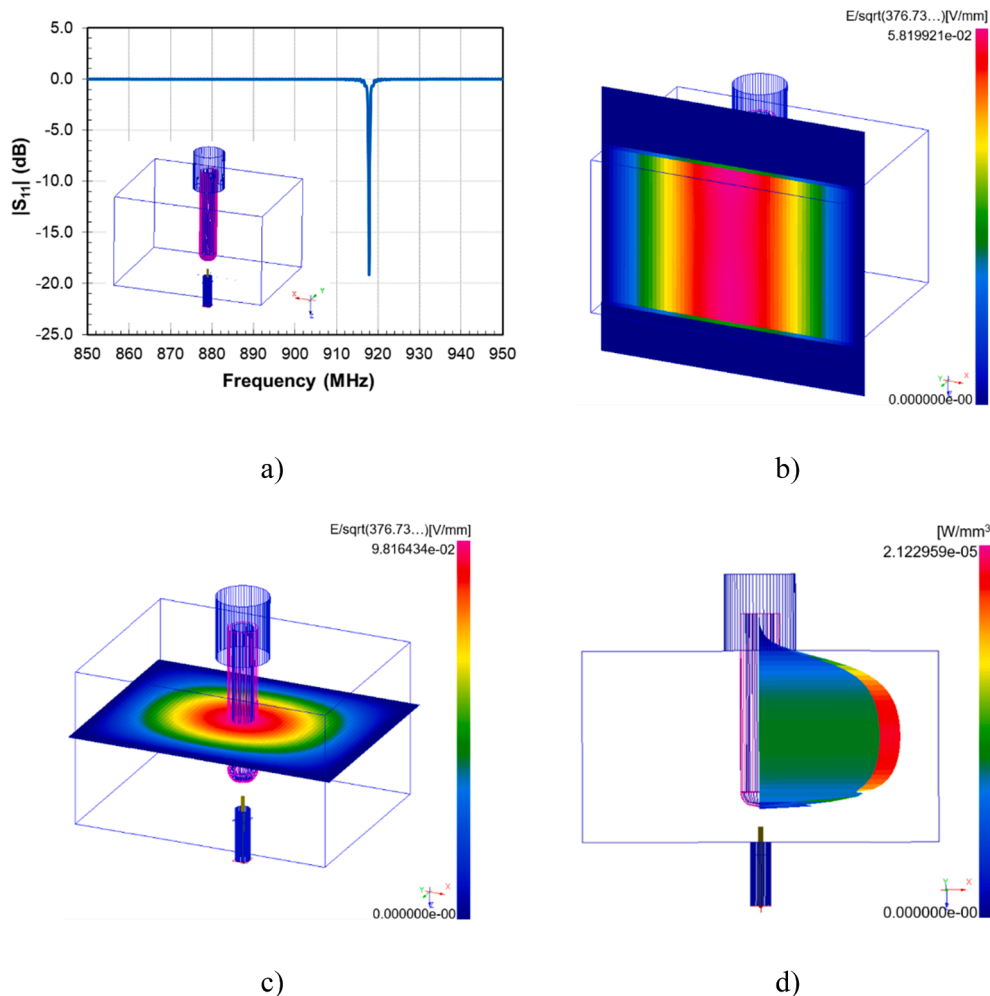 5.0
0.0
-5.0
-10.0
-15.0
-20.0
-25.0
|S11| (dB)
850 860 870 880 890 900 910 920 930 940 950
Frequency (MHz)
X Y
a)
E/sqrt(376.73...)[V/mm]
5.819921e-02
0.000000e-00
Y X
b)
E/sqrt(376.73...)[V/mm]
9.816434e-02
0.000000e-00
Y X
c)
[W/mm³
2.122959e-05
0.000000e-00
Y X
d)